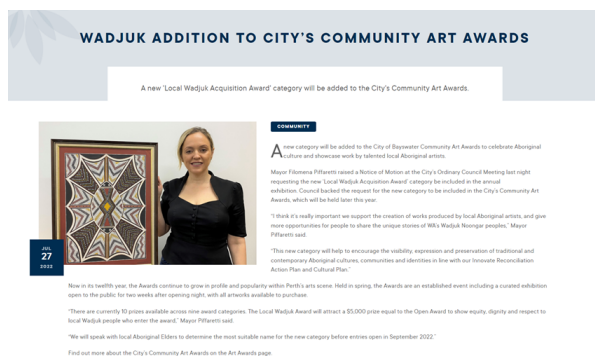 WADJUK ADDITION TO CITY'S COMMUNITY ART AWARDS
A new 'Local Wadjuk Acquisition Award' category will be added to the City's Community Art Awards.
COMMUNITY
A new category will be added to the City of Bayswater Community Art Awards to celebrate Aboriginal
culture and showcase work by talented local Aboriginal artists.
Mayor Filomena Piffaretti raised a Notice of Motion at the City's Ordinary Council Meeting last night
requesting the new 'Local Wadjuk Acquisition Award' category be included in the annual
exhibition. Council backed the request for the new category to be included in the City's Community Art
Awards, which will be held later this year.
"I think it's really important we support the creation of works produced by local Aboriginal artists, and give
more opportunities for people to share the unique stories of WA's Wadjuk Noongar peoples," Mayor
Piffaretti said.
"This new category will help to encourage the visibility, expression and preservation of traditional and
contemporary Aboriginal cultures, communities and identities in line with our Innovate Reconciliation
Action Plan and Cultural Plan."
JUL
27
2022
Now in its twelfth year, the Awards continue to grow in profile and popularity within Perth's arts scene. Held in spring, the Awards are an established event including a curated exhibition
open to the public for two weeks after opening night, with all artworks available to purchase.
"There are currently 10 prizes available across nine award categories. The Local Wadjuk Award will attract a $5,000 prize equal to the Open Award to show equity, dignity and respect to
local Wadjuk people who enter the award," Mayor Piffaretti said.
"We will speak with local Aboriginal Elders to determine the most suitable name for the new category before entries open in September 2022."
Find out more about the City's Community Art Awards on the Art Awards page.